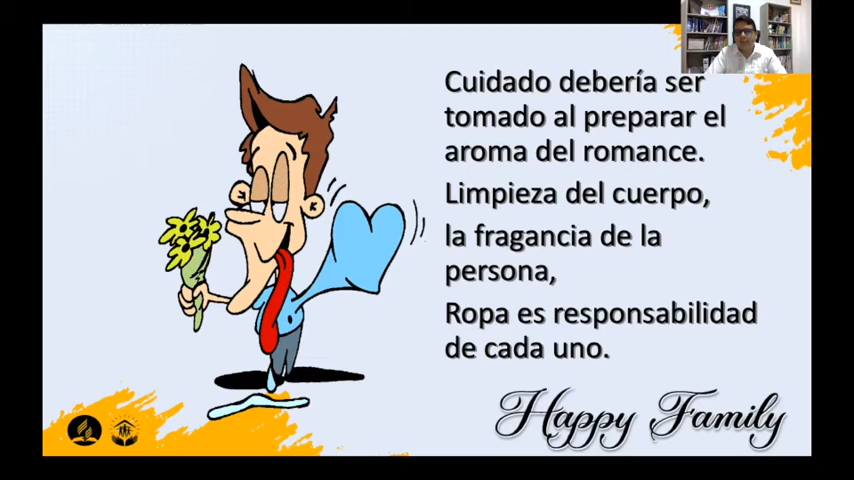 Cuidado debería ser
tomado al preparar el
aroma del romance.
Limpieza del cuerpo,
la fragancia de la
persona,
Ropa es responsabilidad
de cada uno.
Happy Family